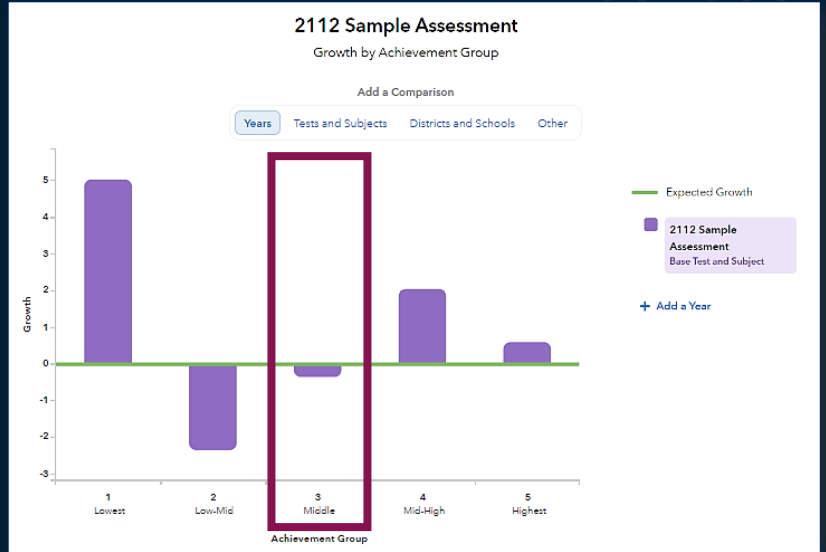 2112 Sample Assessment
Growth by Achievement Group
Add a Comparison
Years Tests and Subjects Districts and Schools Other
5
4
3
2
1
0
-1
-2
-3
Growth
1 2 3 4 5
Lowest Low-Mid Middle Mid-High Highest
Achievement Group
Expected Growth
2112 Sample
Assessment
Base Test and Subject
+ Add a Year